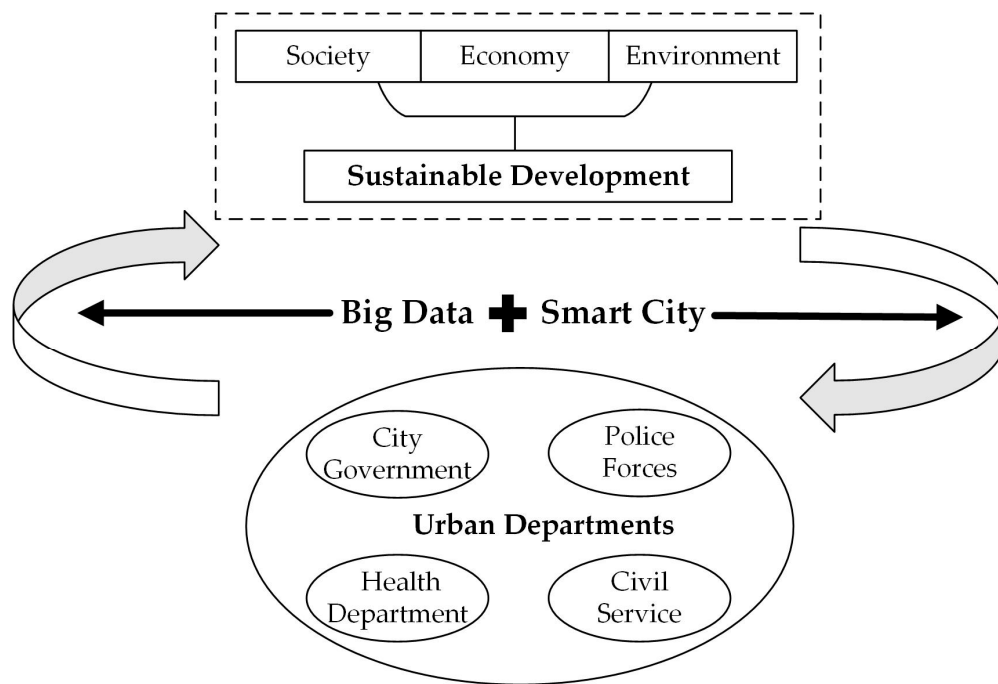 Society
Economy
Environment
Sustainable Development
Big Data + Smart City
City
Government
Police
Forces
Urban Departments
Health
Department
Civil
Service